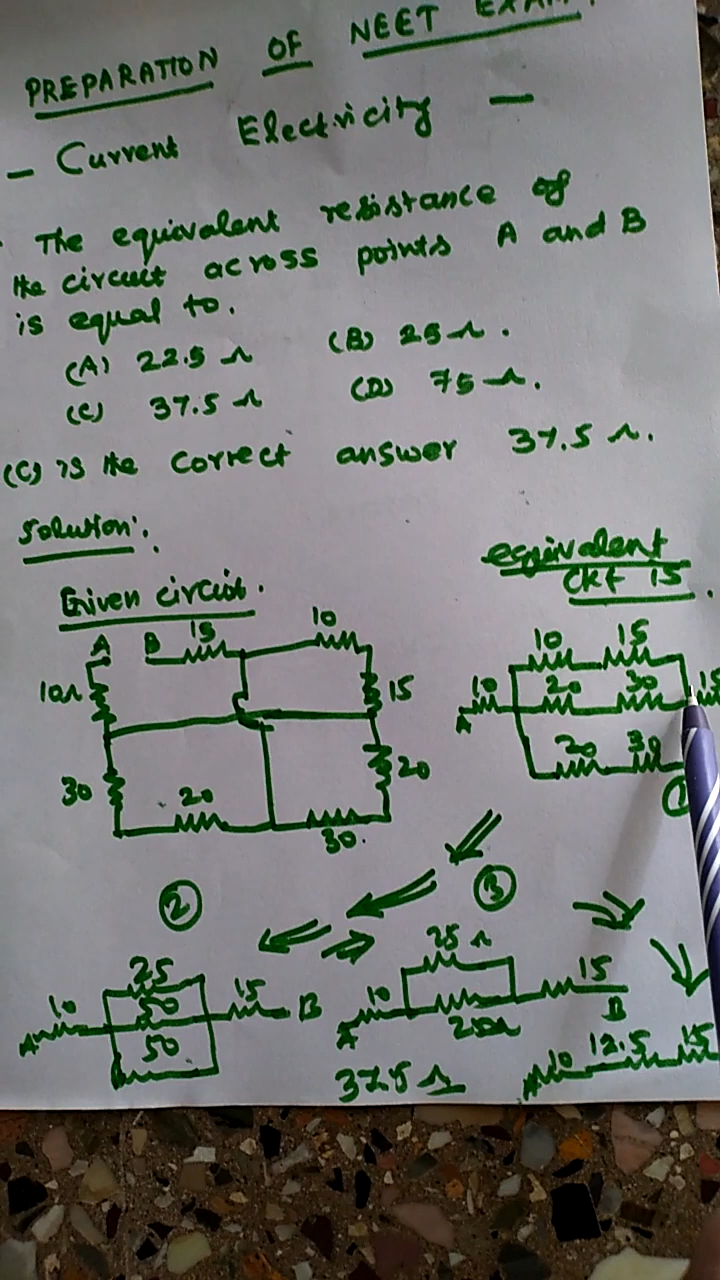 PREPARATION OF NEET EXAM.
- Current Electricity -
The equivalent resistance of
the circuit across points A and B
is equal to.
(A) 22.5 Ω (B) 25 Ω.
(C) 37.5 Ω (D) 75 Ω.
(C) is the correct answer 37.5 Ω.
Solution:.
Given circuit.
equivalent
ckt is.
A B 15 10
10Ω 15
30 20 20
30.
10 15
A 10 20 30 15
20 30
①
②
③
25
A 10 50 15 B
50
25 Ω
A 10 15 B
25Ω
37.5 Ω
A 10 12.5 15